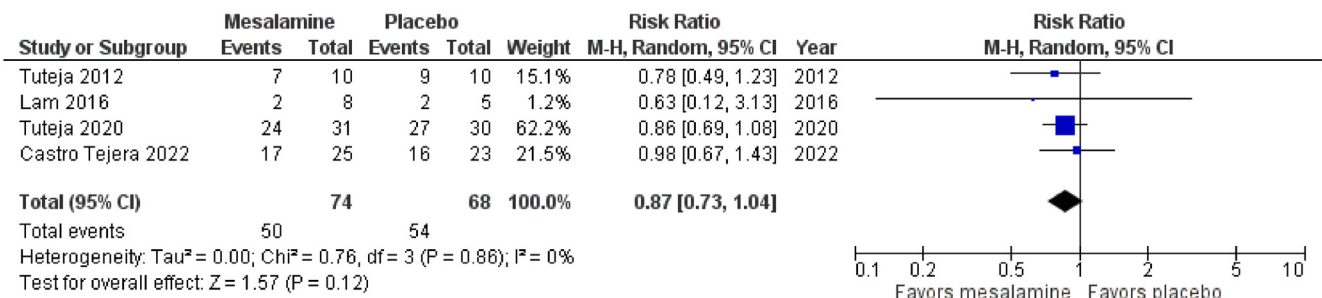 Mesalamine Placebo Risk Ratio Risk Ratio
Study or Subgroup Events Total Events Total Weight M-H, Random, 95% CI Year M-H, Random, 95% CI
Tuteja 2012 7 10 9 10 15.1% 0.78 [0.49, 1.23] 2012
Lam 2016 2 8 2 5 1.2% 0.63 [0.12, 3.13] 2016
Tuteja 2020 24 31 27 30 62.2% 0.86 [0.69, 1.08] 2020
Castro Tejera 2022 17 25 16 23 21.5% 0.98 [0.67, 1.43] 2022
Total (95% CI) 74 68 100.0% 0.87 [0.73, 1.04]
Total events 50 54
Heterogeneity: Tau² = 0.00; Chi² = 0.76, df = 3 (P = 0.86); I² = 0%
Test for overall effect: Z = 1.57 (P = 0.12)
0.1 0.2 0.5 1 2 5 10
Favors mesalamine Favors placebo